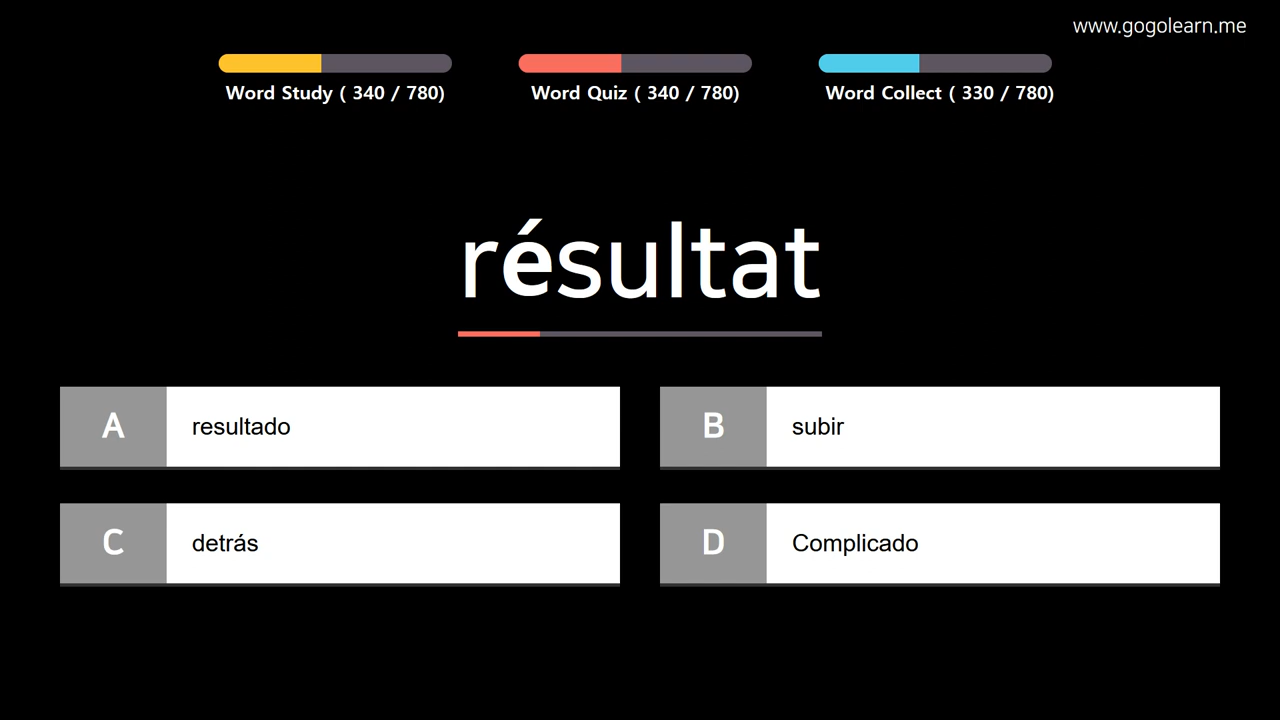 www.gogolearn.me
Word Study ( 340 / 780)
Word Quiz ( 340 / 780)
Word Collect ( 330 / 780)
résultat
A resultado
B subir
C detrás
D Complicado